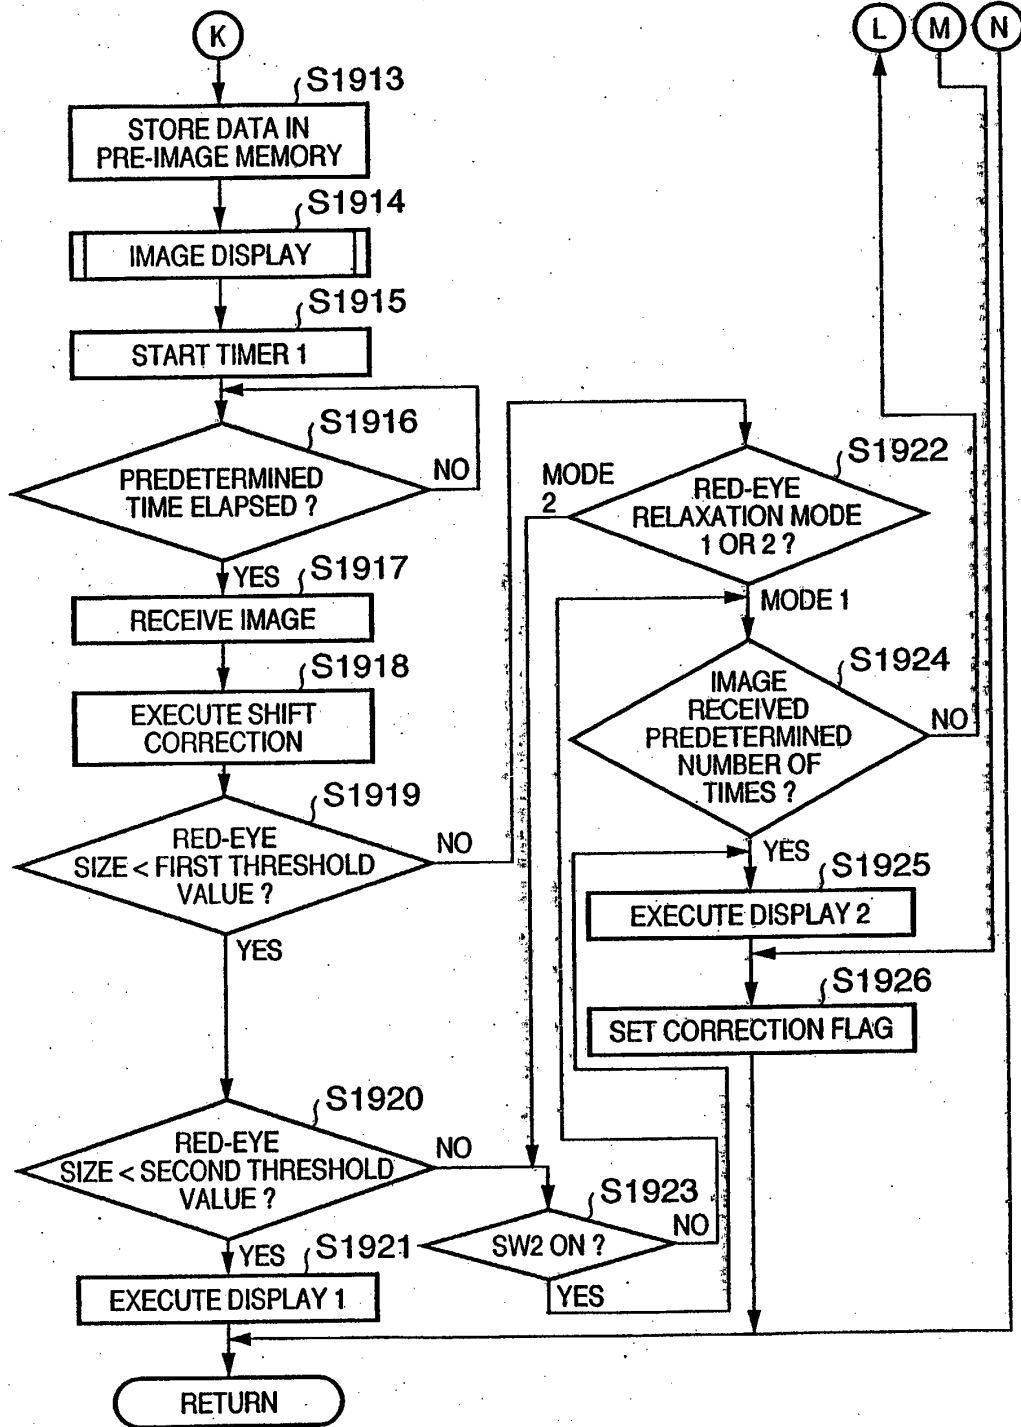 K
L
M
N
S1913
STORE DATA IN
PRE-IMAGE MEMORY
S1914
IMAGE DISPLAY
S1915
START TIMER 1
S1916
PREDETERMINED
TIME ELAPSED ?
NO
YES
S1917
RECEIVE IMAGE
S1918
EXECUTE SHIFT
CORRECTION
S1919
RED-EYE
SIZE < FIRST THRESHOLD
VALUE ?
NO
YES
S1920
RED-EYE
SIZE < SECOND THRESHOLD
VALUE ?
NO
YES
S1921
EXECUTE DISPLAY 1
RETURN
S1922
MODE
2
RED-EYE
RELAXATION MODE
1 OR 2 ?
MODE 1
S1924
IMAGE
RECEIVED
PREDETERMINED
NUMBER OF
TIMES ?
NO
YES
S1925
EXECUTE DISPLAY 2
S1926
SET CORRECTION FLAG
S1923
SW2 ON ?
NO
YES